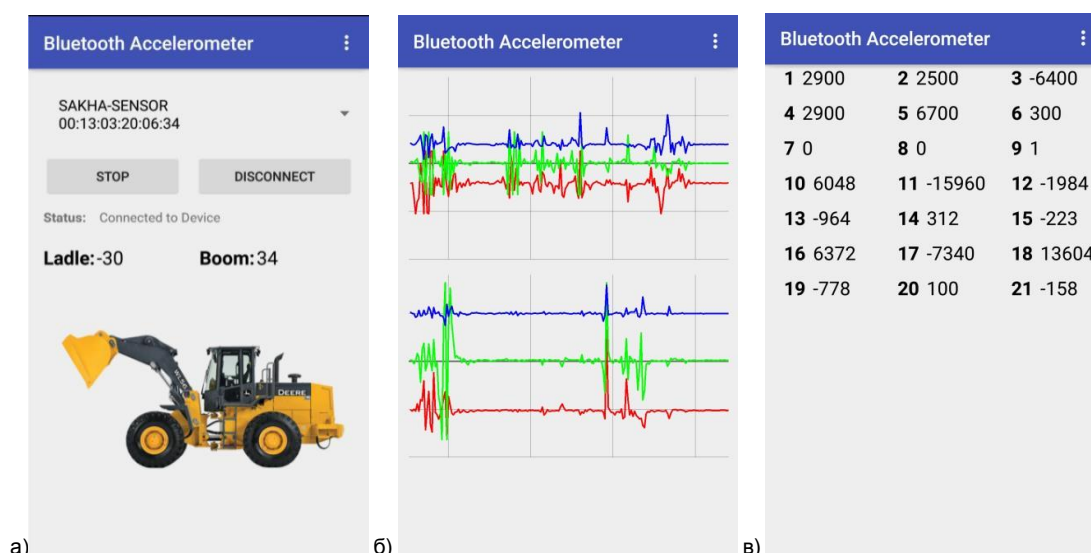 Bluetooth Accelerometer
SAKHA-SENSOR
00:13:03:20:06:34
STOP DISCONNECT
Status: Connected to Device
Ladle:-30 Boom:34
DEERE
а)
Bluetooth Accelerometer
б)
Bluetooth Accelerometer
1 2900 2 2500 3 -6400
4 2900 5 6700 6 300
7 0 8 0 9 1
10 6048 11 -15960 12 -1984
13 -964 14 312 15 -223
16 6372 17 -7340 18 13604
19 -778 20 100 21 -158
в)